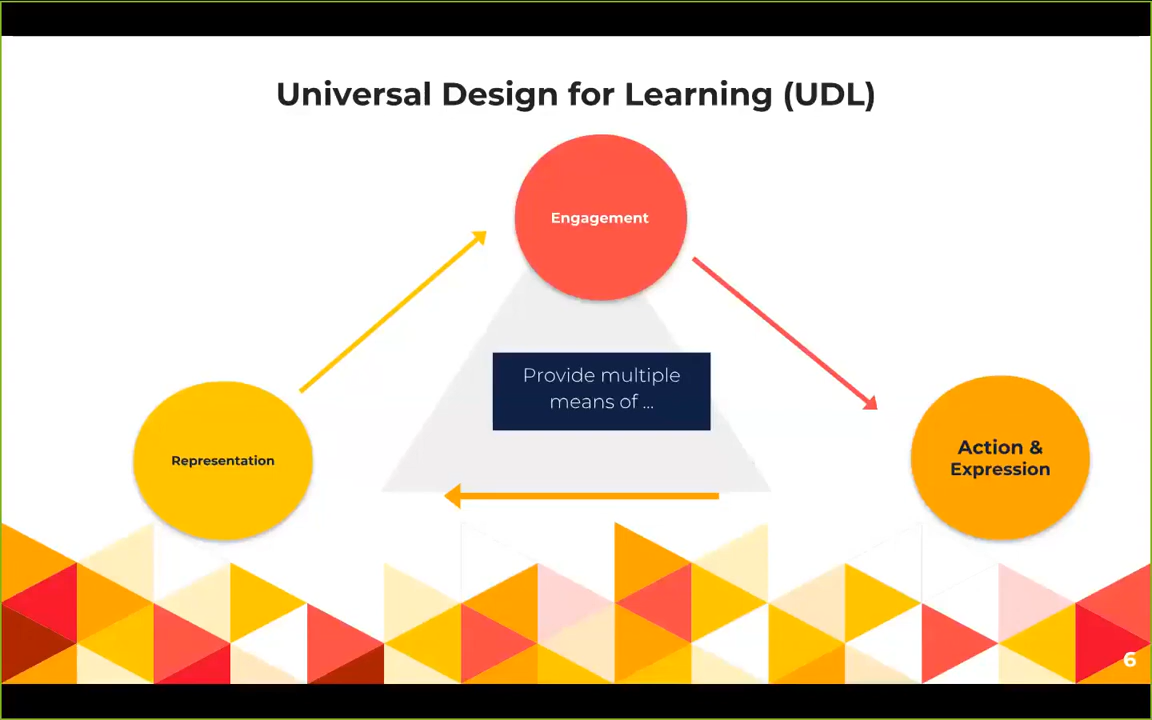 Universal Design for Learning (UDL)
Engagement
Provide multiple
means of ...
Representation
Action &
Expression
6